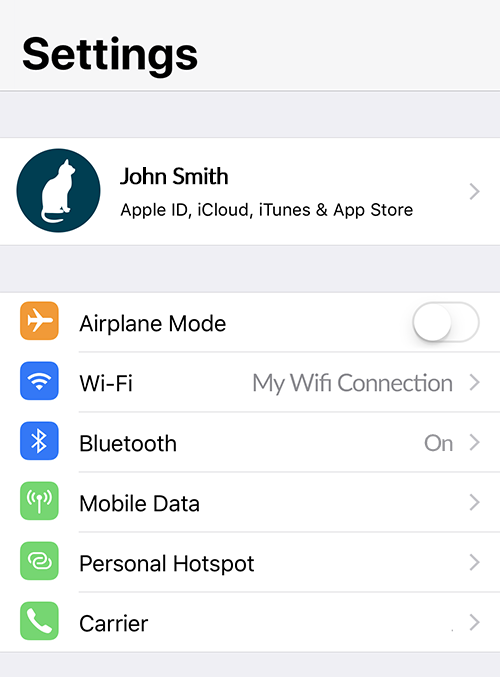 Settings
John Smith
Apple ID, iCloud, iTunes & App Store
Airplane Mode
Wi-Fi My Wifi Connection
Bluetooth On
Mobile Data
Personal Hotspot
Carrier